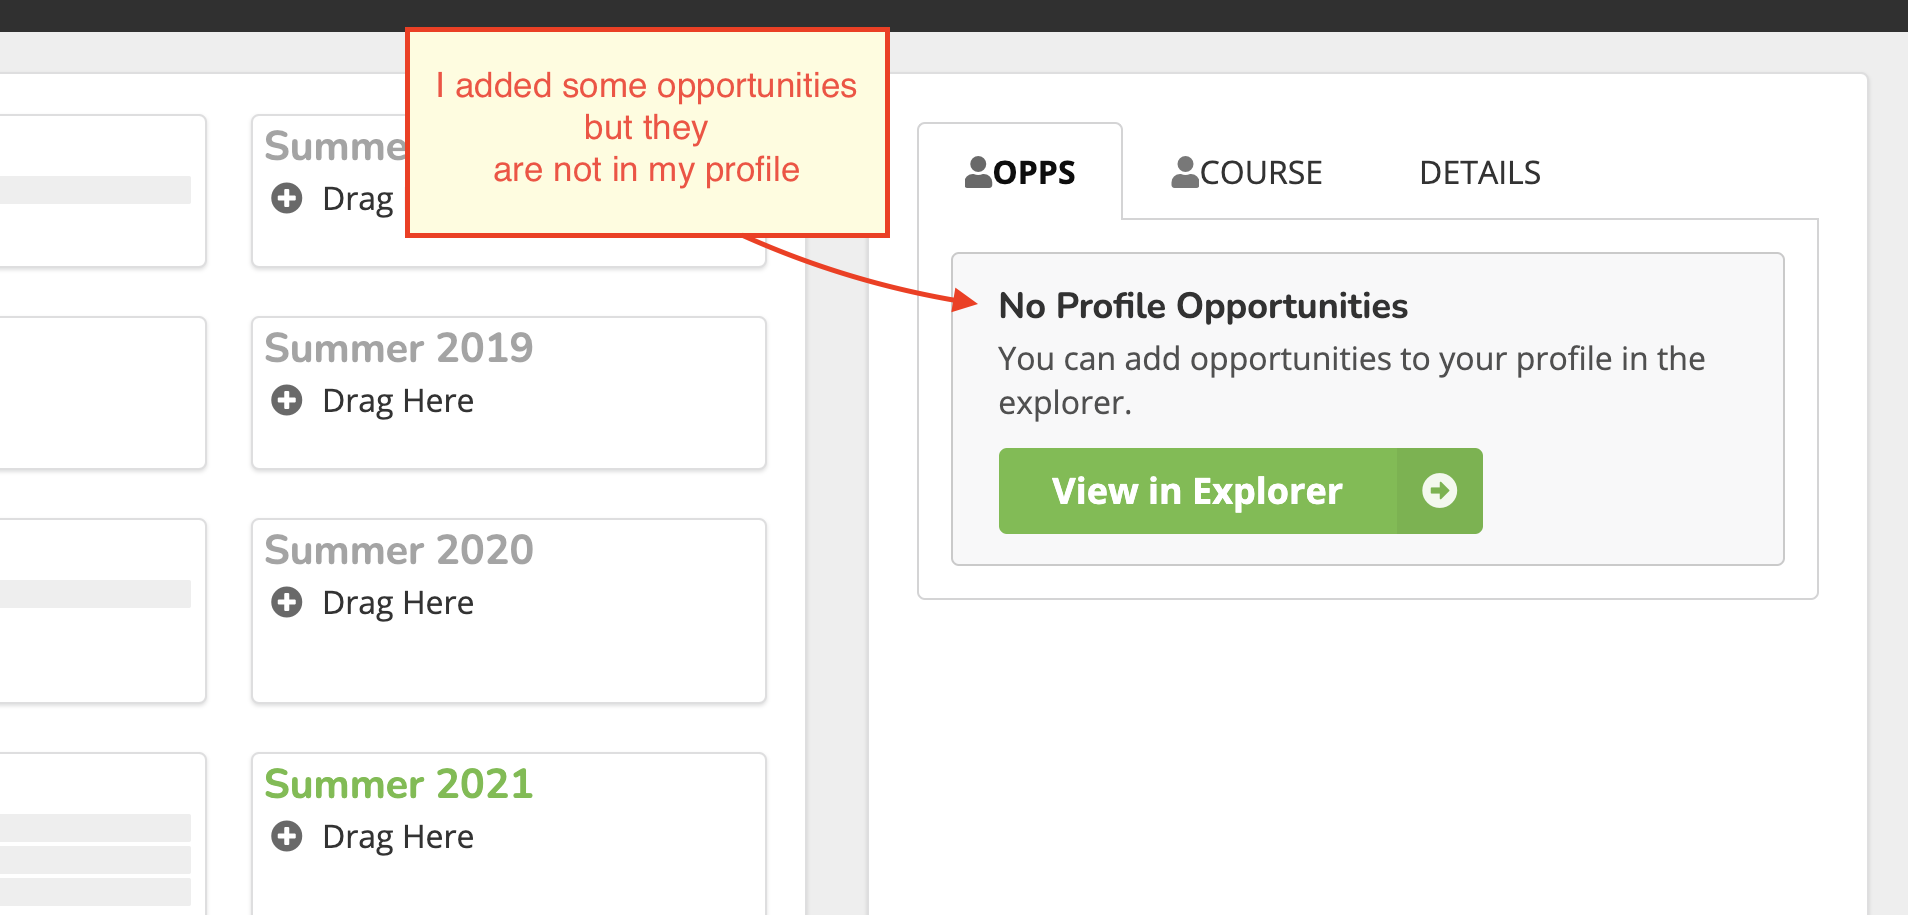 I added some opportunities
but they
are not in my profile
Drag
Summer 2019
Drag Here
Summer 2020
Drag Here
Summer 2021
Drag Here
OPPS
COURSE
DETAILS
No Profile Opportunities
You can add opportunities to your profile in the
explorer.
View in Explorer